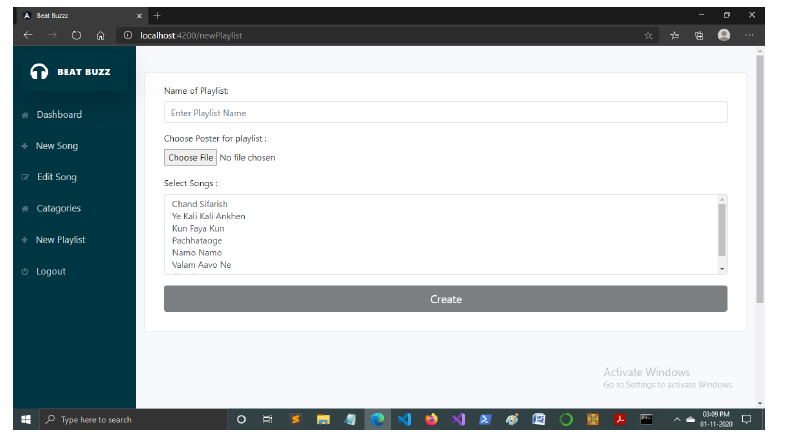 Beat Buzzz
localhost:4200/newPlaylist
BEAT BUZZ
Dashboard
New Song
Edit Song
Catagories
New Playlist
Logout
Name of Playlist:
Enter Playlist Name
Choose Poster for playlist :
Choose File No file chosen
Select Songs :
Chand Sifarish
Ye Kali Kali Ankhen
Kun Faya Kun
Pachhataoge
Namo Namo
Valam Aavo Ne
Create
Activate Windows
Go to Settings to activate Windows.
Type here to search
03:09 PM
01-11-2020